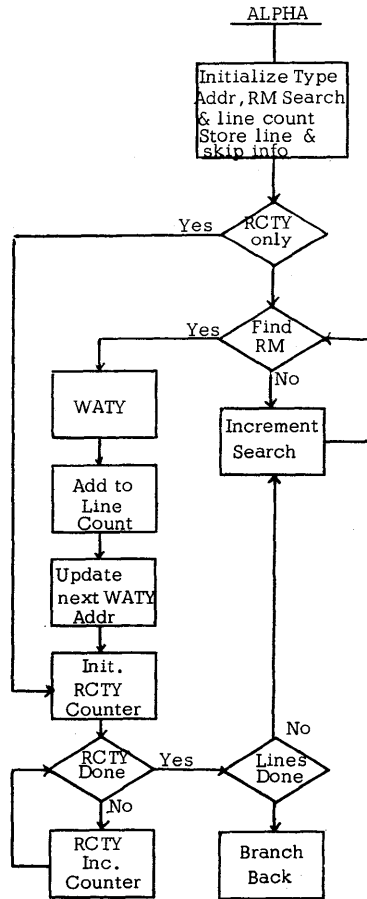 ALPHA
Initialize Type
Addr, RM Search
& line count
Store line &
skip info
Yes
RCTY
only
Yes
Find
RM
No
WATY
Increment
Search
Add to
Line
Count
Update
next WATY
Addr
Init.
RCTY
Counter
No
RCTY
Done
Yes
Lines
Done
No
RCTY
Inc.
Counter
Branch
Back